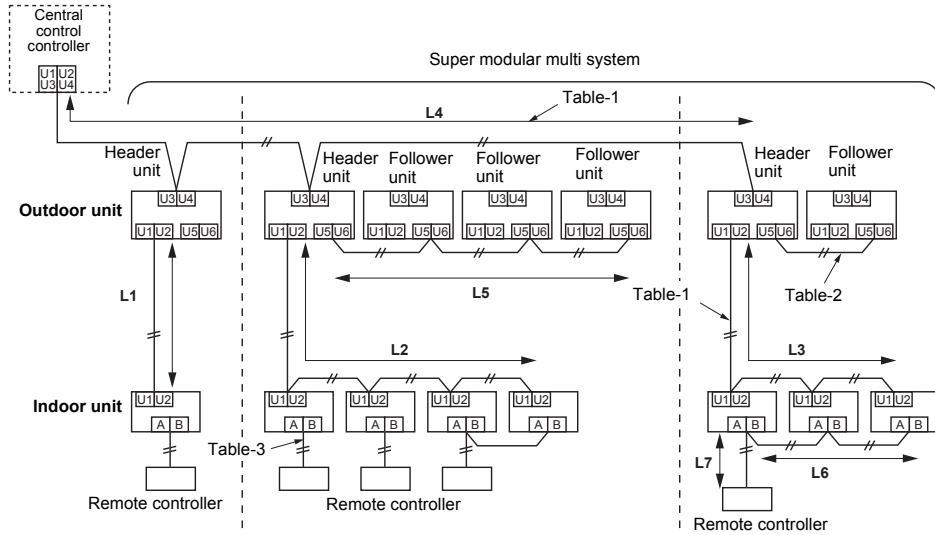 Central
control
controller
U1 U2
U3 U4
Super modular multi system
Table-1
L4
Header
unit
Header
unit
Follower
unit
Follower
unit
Follower
unit
Header
unit
Follower
unit
Outdoor unit
U3 U4
U3 U4
U3 U4
U3 U4
U3 U4
U3 U4
U3 U4
U1 U2 U5 U6
U1 U2 U5 U6
U1 U2 U5 U6
U1 U2 U5 U6
U1 U2 U5 U6
U1 U2 U5 U6
U1 U2 U5 U6
L1
L5
Table-1
Table-2
L2
L3
Indoor unit
U1 U2
U1 U2
U1 U2
U1 U2
U1 U2
U1 U2
U1 U2
U1 U2
A B
A B
A B
A B
A B
A B
A B
A B
Table-3
L7
L6
Remote controller
Remote controller
Remote controller